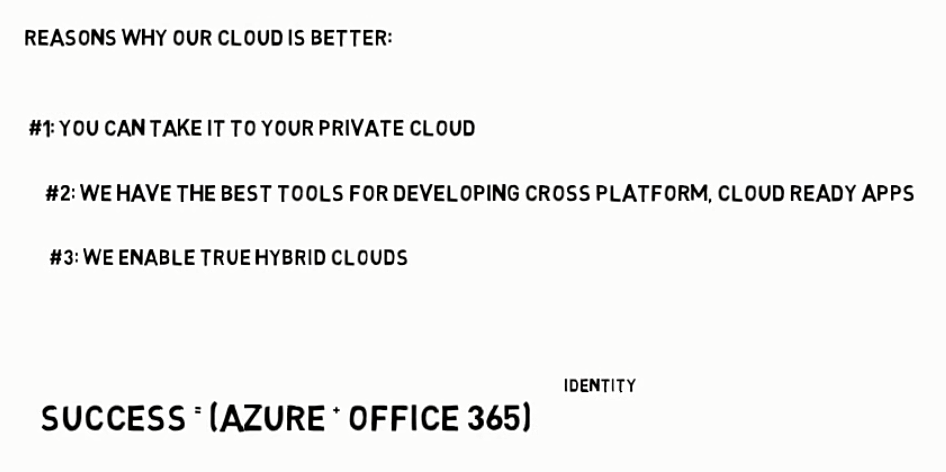 REASONS WHY OUR CLOUD IS BETTER:
#1: YOU CAN TAKE IT TO YOUR PRIVATE CLOUD
#2: WE HAVE THE BEST TOOLS FOR DEVELOPING CROSS PLATFORM, CLOUD READY APPS
#3: WE ENABLE TRUE HYBRID CLOUDS
IDENTITY
SUCCESS = (AZURE + OFFICE 365)